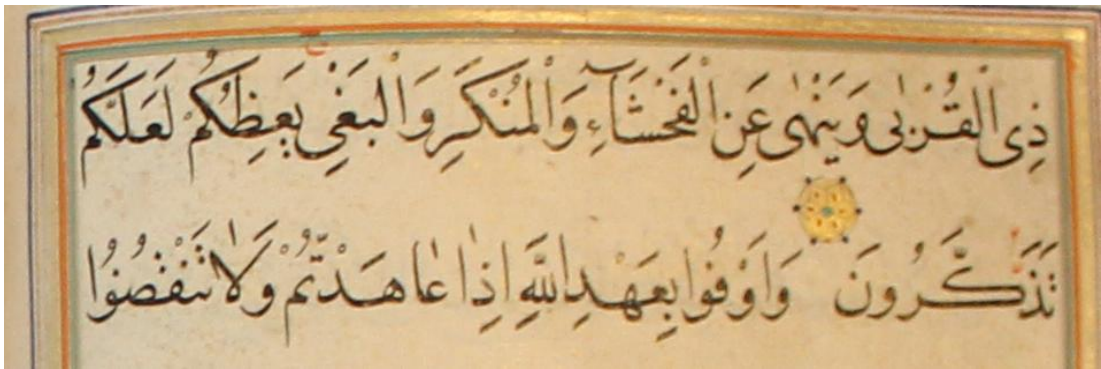 ذِى الْقُرْبٰى وَيَنْهٰى عَنِ الْفَحْشَآءِ وَالْمُنْكَرِ وَالْبَغْىِ يَعِظُكُمْ لَعَلَّكُمْ
تَذَكَّرُونَ وَاَوْفُوا بِعَهْدِ اللّٰهِ اِذَا عَاهَدْتُمْ وَلَا تَنْقُضُوا